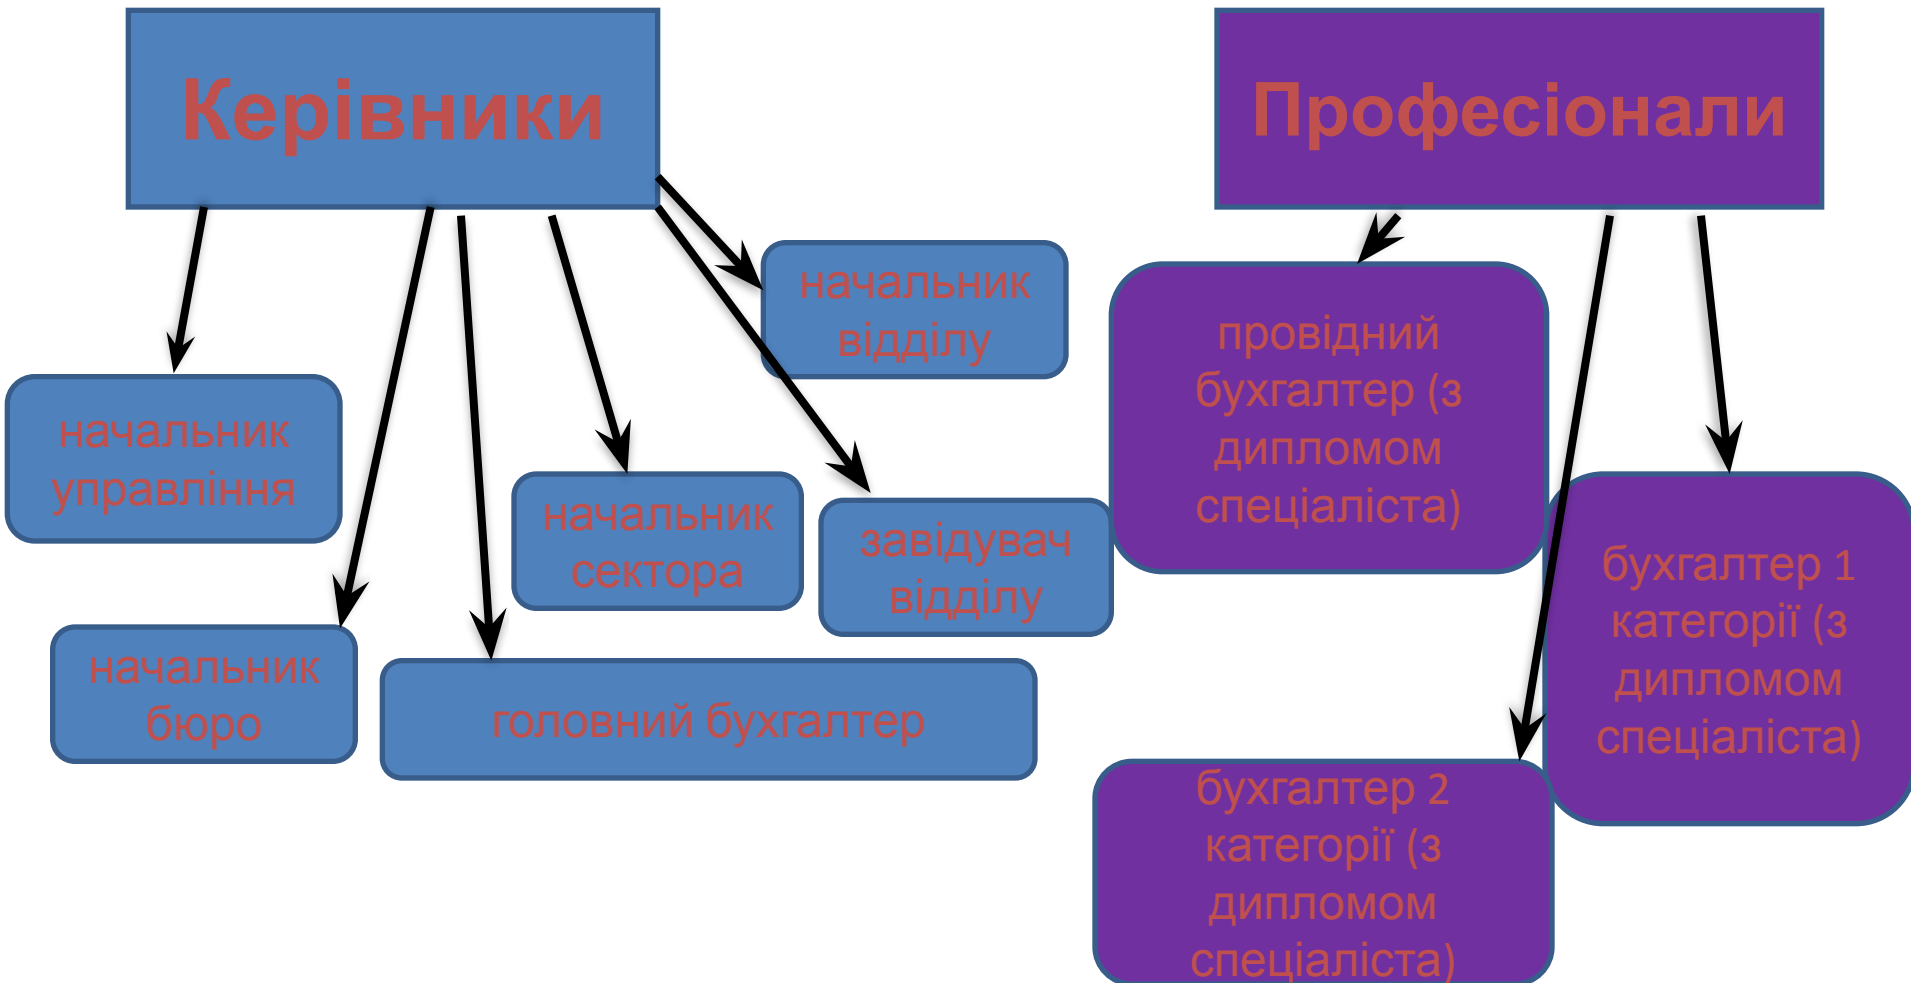 Керівники
Професіонали
начальник
відділу
начальник
управління
начальник
сектора
завідувач
відділу
начальник
бюро
головний бухгалтер
провідний
бухгалтер (з
дипломом
спеціаліста)
бухгалтер 1
категорії (з
дипломом
спеціаліста)
бухгалтер 2
категорії (з
дипломом
спеціаліста)